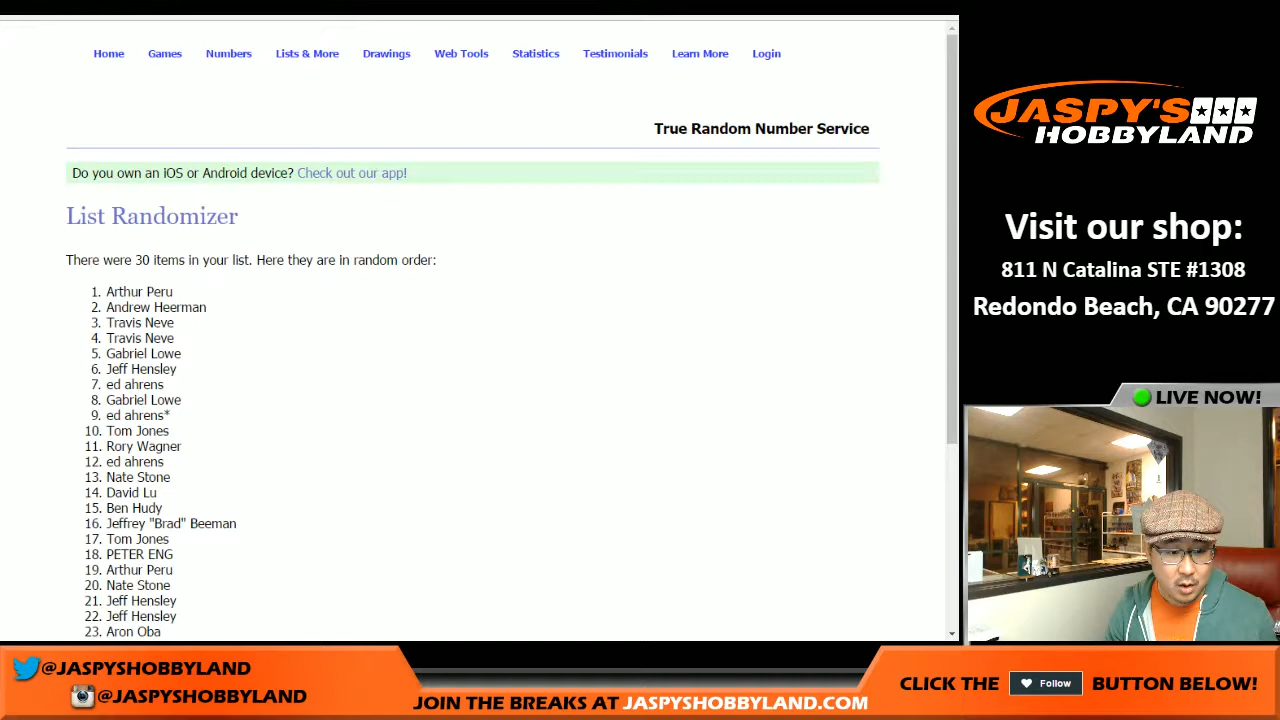 Home Games Numbers Lists & More Drawings Web Tools Statistics Testimonials Learn More Login
True Random Number Service
Do you own an iOS or Android device? Check out our app!
List Randomizer
There were 30 items in your list. Here they are in random order:
1. Arthur Peru
2. Andrew Heerman
3. Travis Neve
4. Travis Neve
5. Gabriel Lowe
6. Jeff Hensley
7. ed ahrens
8. Gabriel Lowe
9. ed ahrens*
10. Tom Jones
11. Rory Wagner
12. ed ahrens
13. Nate Stone
14. David Lu
15. Ben Hudy
16. Jeffrey "Brad" Beeman
17. Tom Jones
18. PETER ENG
19. Arthur Peru
20. Nate Stone
21. Jeff Hensley
22. Jeff Hensley
23. Aron Oba
JASPY'S
HOBBYLAND
Visit our shop:
811 N Catalina STE #1308
Redondo Beach, CA 90277
LIVE NOW!
@JASPYSHOBBYLAND
@JASPYSHOBBYLAND
JOIN THE BREAKS AT JASPYSHOBBYLAND.COM
CLICK THE Follow BUTTON BELOW!